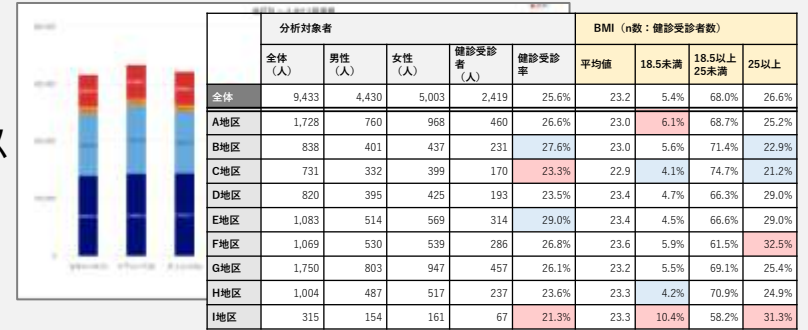 分析対象者 BMI（n数：健診受診者数）
全体（人） 男性（人） 女性（人） 健診受診者（人） 健診受診率 平均値 18.5未満 18.5以上25未満 25以上
全体 9,433 4,430 5,003 2,419 25.6% 23.2 5.4% 68.0% 26.6%
A地区 1,728 760 968 460 26.6% 23.0 6.1% 68.7% 25.2%
B地区 838 401 437 231 27.6% 23.0 5.6% 71.4% 22.9%
C地区 731 332 399 170 23.3% 22.9 4.1% 74.7% 21.2%
D地区 820 395 425 193 23.5% 23.4 4.7% 66.3% 29.0%
E地区 1,083 514 569 314 29.0% 23.4 4.5% 66.6% 29.0%
F地区 1,069 530 539 286 26.8% 23.6 5.9% 61.5% 32.5%
G地区 1,750 803 947 457 26.1% 23.2 5.5% 69.1% 25.4%
H地区 1,004 487 517 237 23.6% 23.3 4.2% 70.9% 24.9%
I地区 315 154 161 67 21.3% 23.3 10.4% 58.2% 31.3%